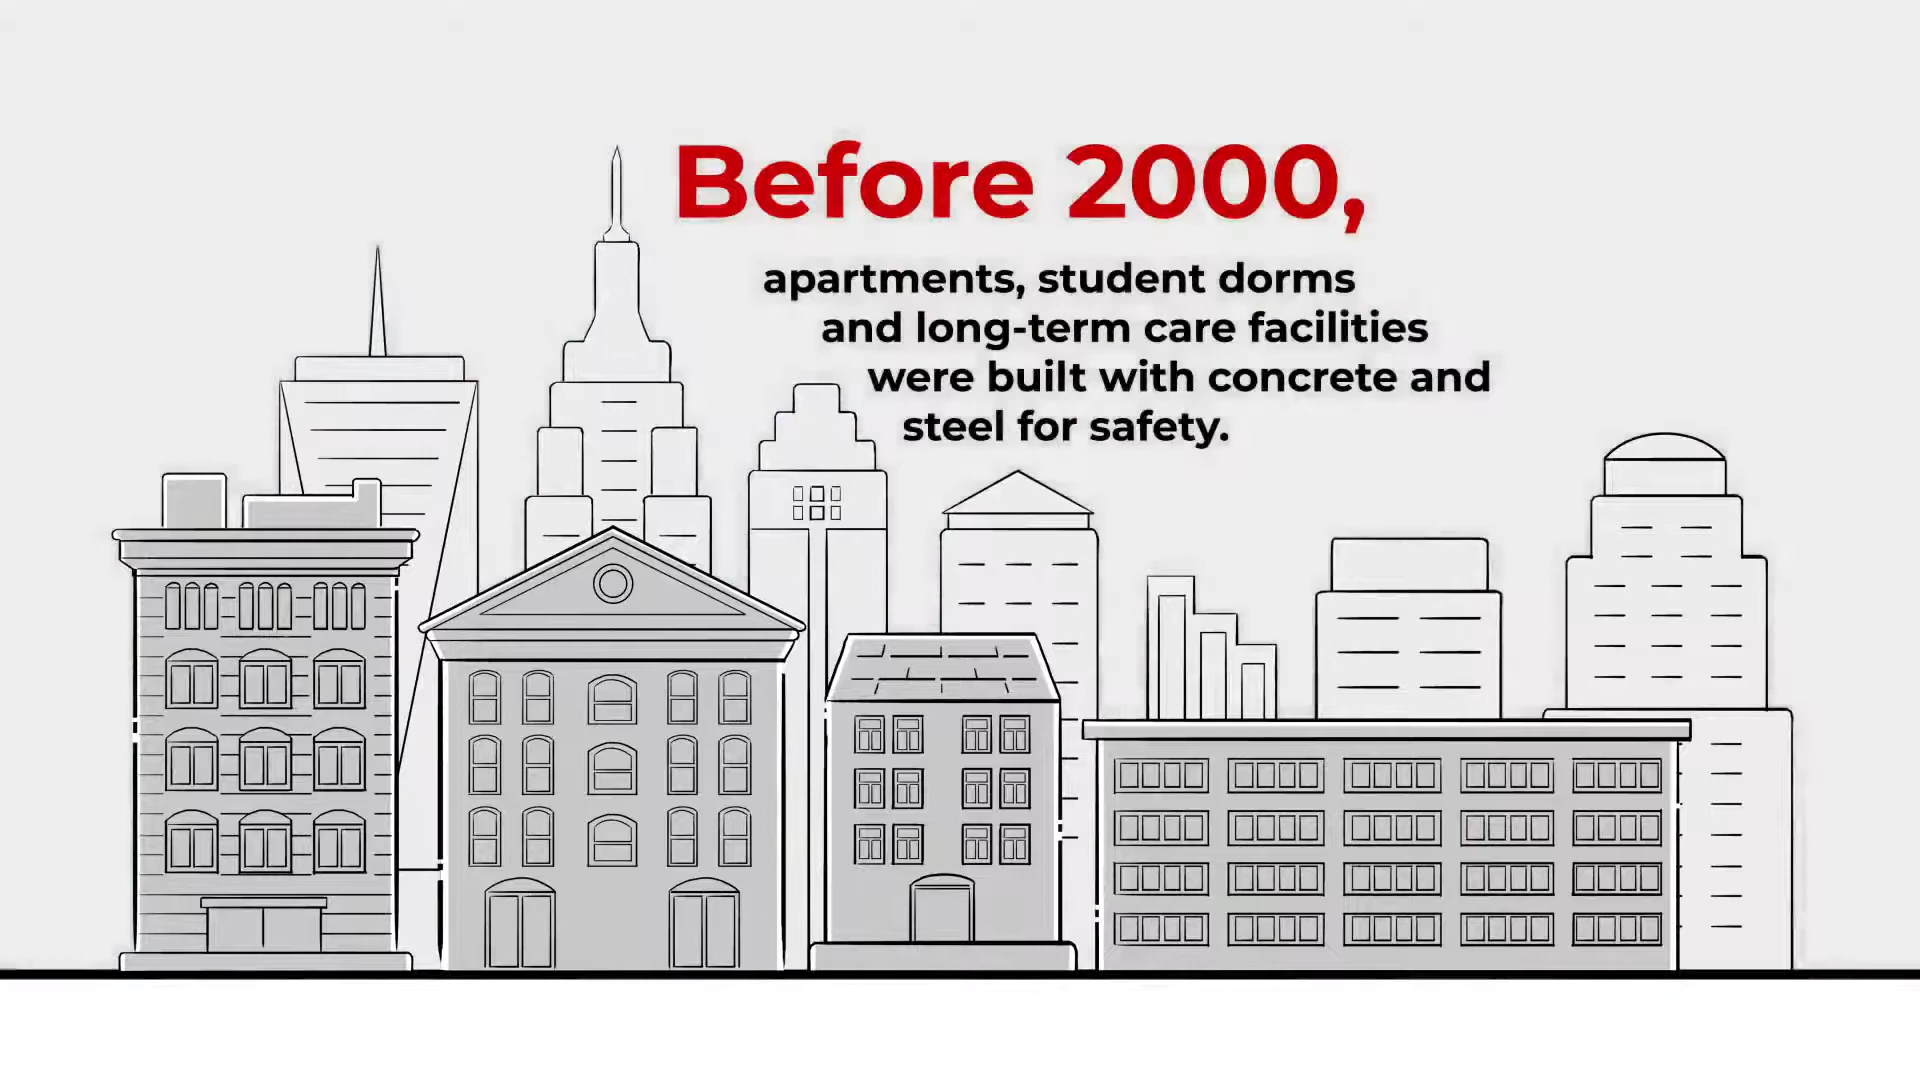 Before 2000,
apartments, student dorms
and long-term care facilities
were built with concrete and
steel for safety.